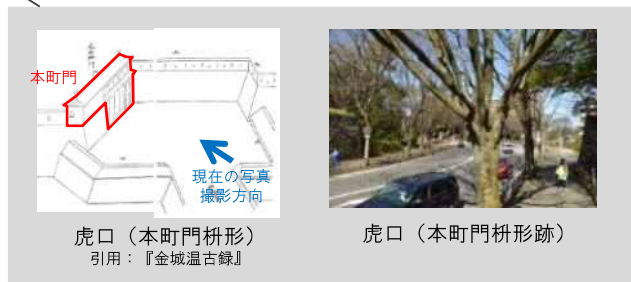 本町門
現在の写真
撮影方向
虎口（本町門枡形）
引用：『金城温古録』
虎口（本町門枡形跡）